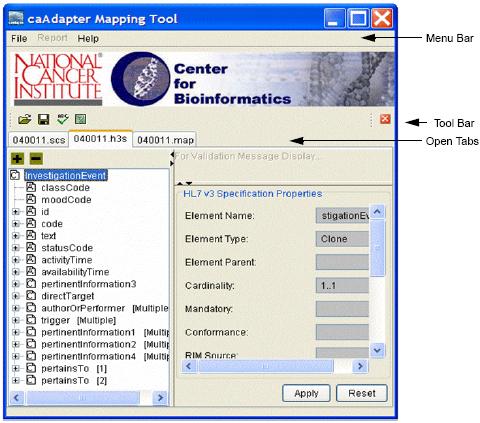 caAdapter Mapping Tool
File Report Help
Menu Bar
NATIONAL
CANCER
INSTITUTE
Center
for
Bioinformatics
Tool Bar
Open Tabs
040011.scs 040011.h3s 040011.map
For Validation Message Display...
InvestigationEvent
classCode
moodCode
id
code
text
statusCode
activityTime
availabilityTime
pertinentInformation3
directTarget
authorOrPerformer [Multiple
trigger [Multiple]
pertinentInformation1 [Multip
pertinentInformation2 [Multip
pertinentInformation4 [Multip
pertainsTo [1]
pertainsTo [2]
HL7 v3 Specification Properties
Element Name: stigationEv
Element Type: Clone
Element Parent:
Cardinality: 1..1
Mandatory:
Conformance:
RIM Source:
Apply Reset